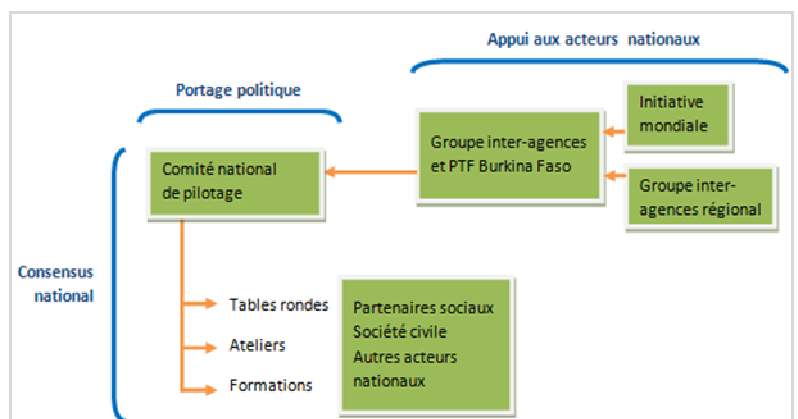 Appui aux acteurs nationaux
Portage politique
Initiative
mondiale
Groupe inter-agences
et PTF Burkina Faso
Comité national
de pilotage
Groupe inter-
agences régional
Consensus
national
Tables rondes
Ateliers
Formations
Partenaires sociaux
Société civile
Autres acteurs
nationaux